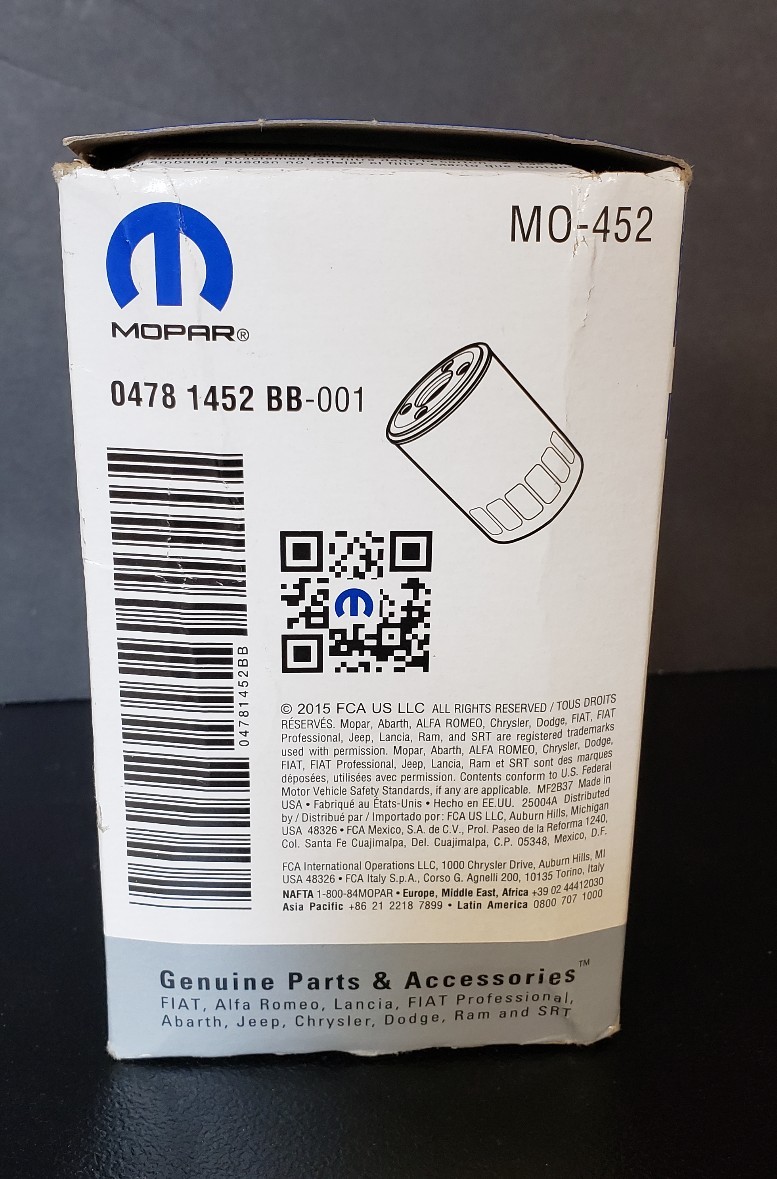 MO-452
MOPAR®
0478 1452 BB-001
04781452BB
© 2015 FCA US LLC ALL RIGHTS RESERVED / TOUS DROITS
RÉSERVÉS. Mopar, Abarth, ALFA ROMEO, Chrysler, Dodge, FIAT, FIAT
Professional, Jeep, Lancia, Ram, and SRT are registered trademarks
used with permission. Mopar, Abarth, ALFA ROMEO, Chrysler, Dodge,
FIAT, FIAT Professional, Jeep, Lancia, Ram et SRT sont des marques
déposées, utilisées avec permission. Contents conform to U.S. Federal
Motor Vehicle Safety Standards, if any are applicable. MF2B37 Made in
USA • Fabriqué au États-Unis • Hecho en EE.UU. 25004A Distributed
by / Distribué par / Importado por: FCA US LLC, Auburn Hills, Michigan
USA 48326 • FCA Mexico, S.A. de C.V., Prol. Paseo de la Reforma 1240,
Col. Santa Fe Cuajimalpa, Del. Cuajimalpa, C.P. 05348, Mexico, D.F.
FCA International Operations LLC, 1000 Chrysler Drive, Auburn Hills, MI
USA 48326 • FCA Italy S.p.A., Corso G. Agnelli 200, 10135 Torino, Italy
NAFTA 1-800-84MOPAR • Europe, Middle East, Africa +39 02 44412030
Asia Pacific +86 21 2218 7899 • Latin America 0800 707 1000
Genuine Parts & Accessories™
FIAT, Alfa Romeo, Lancia, FIAT Professional,
Abarth, Jeep, Chrysler, Dodge, Ram and SRT